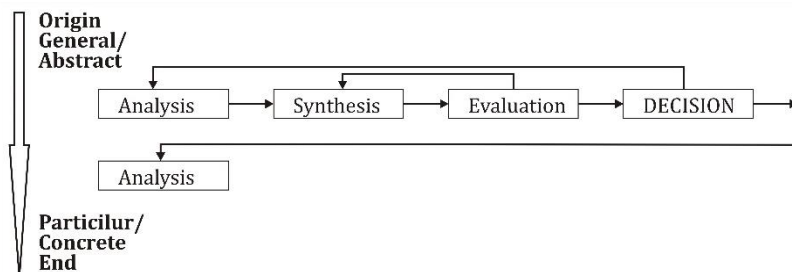 Origin
General/
Abstract
Analysis Synthesis Evaluation DECISION
Analysis
Particilur/
Concrete
End